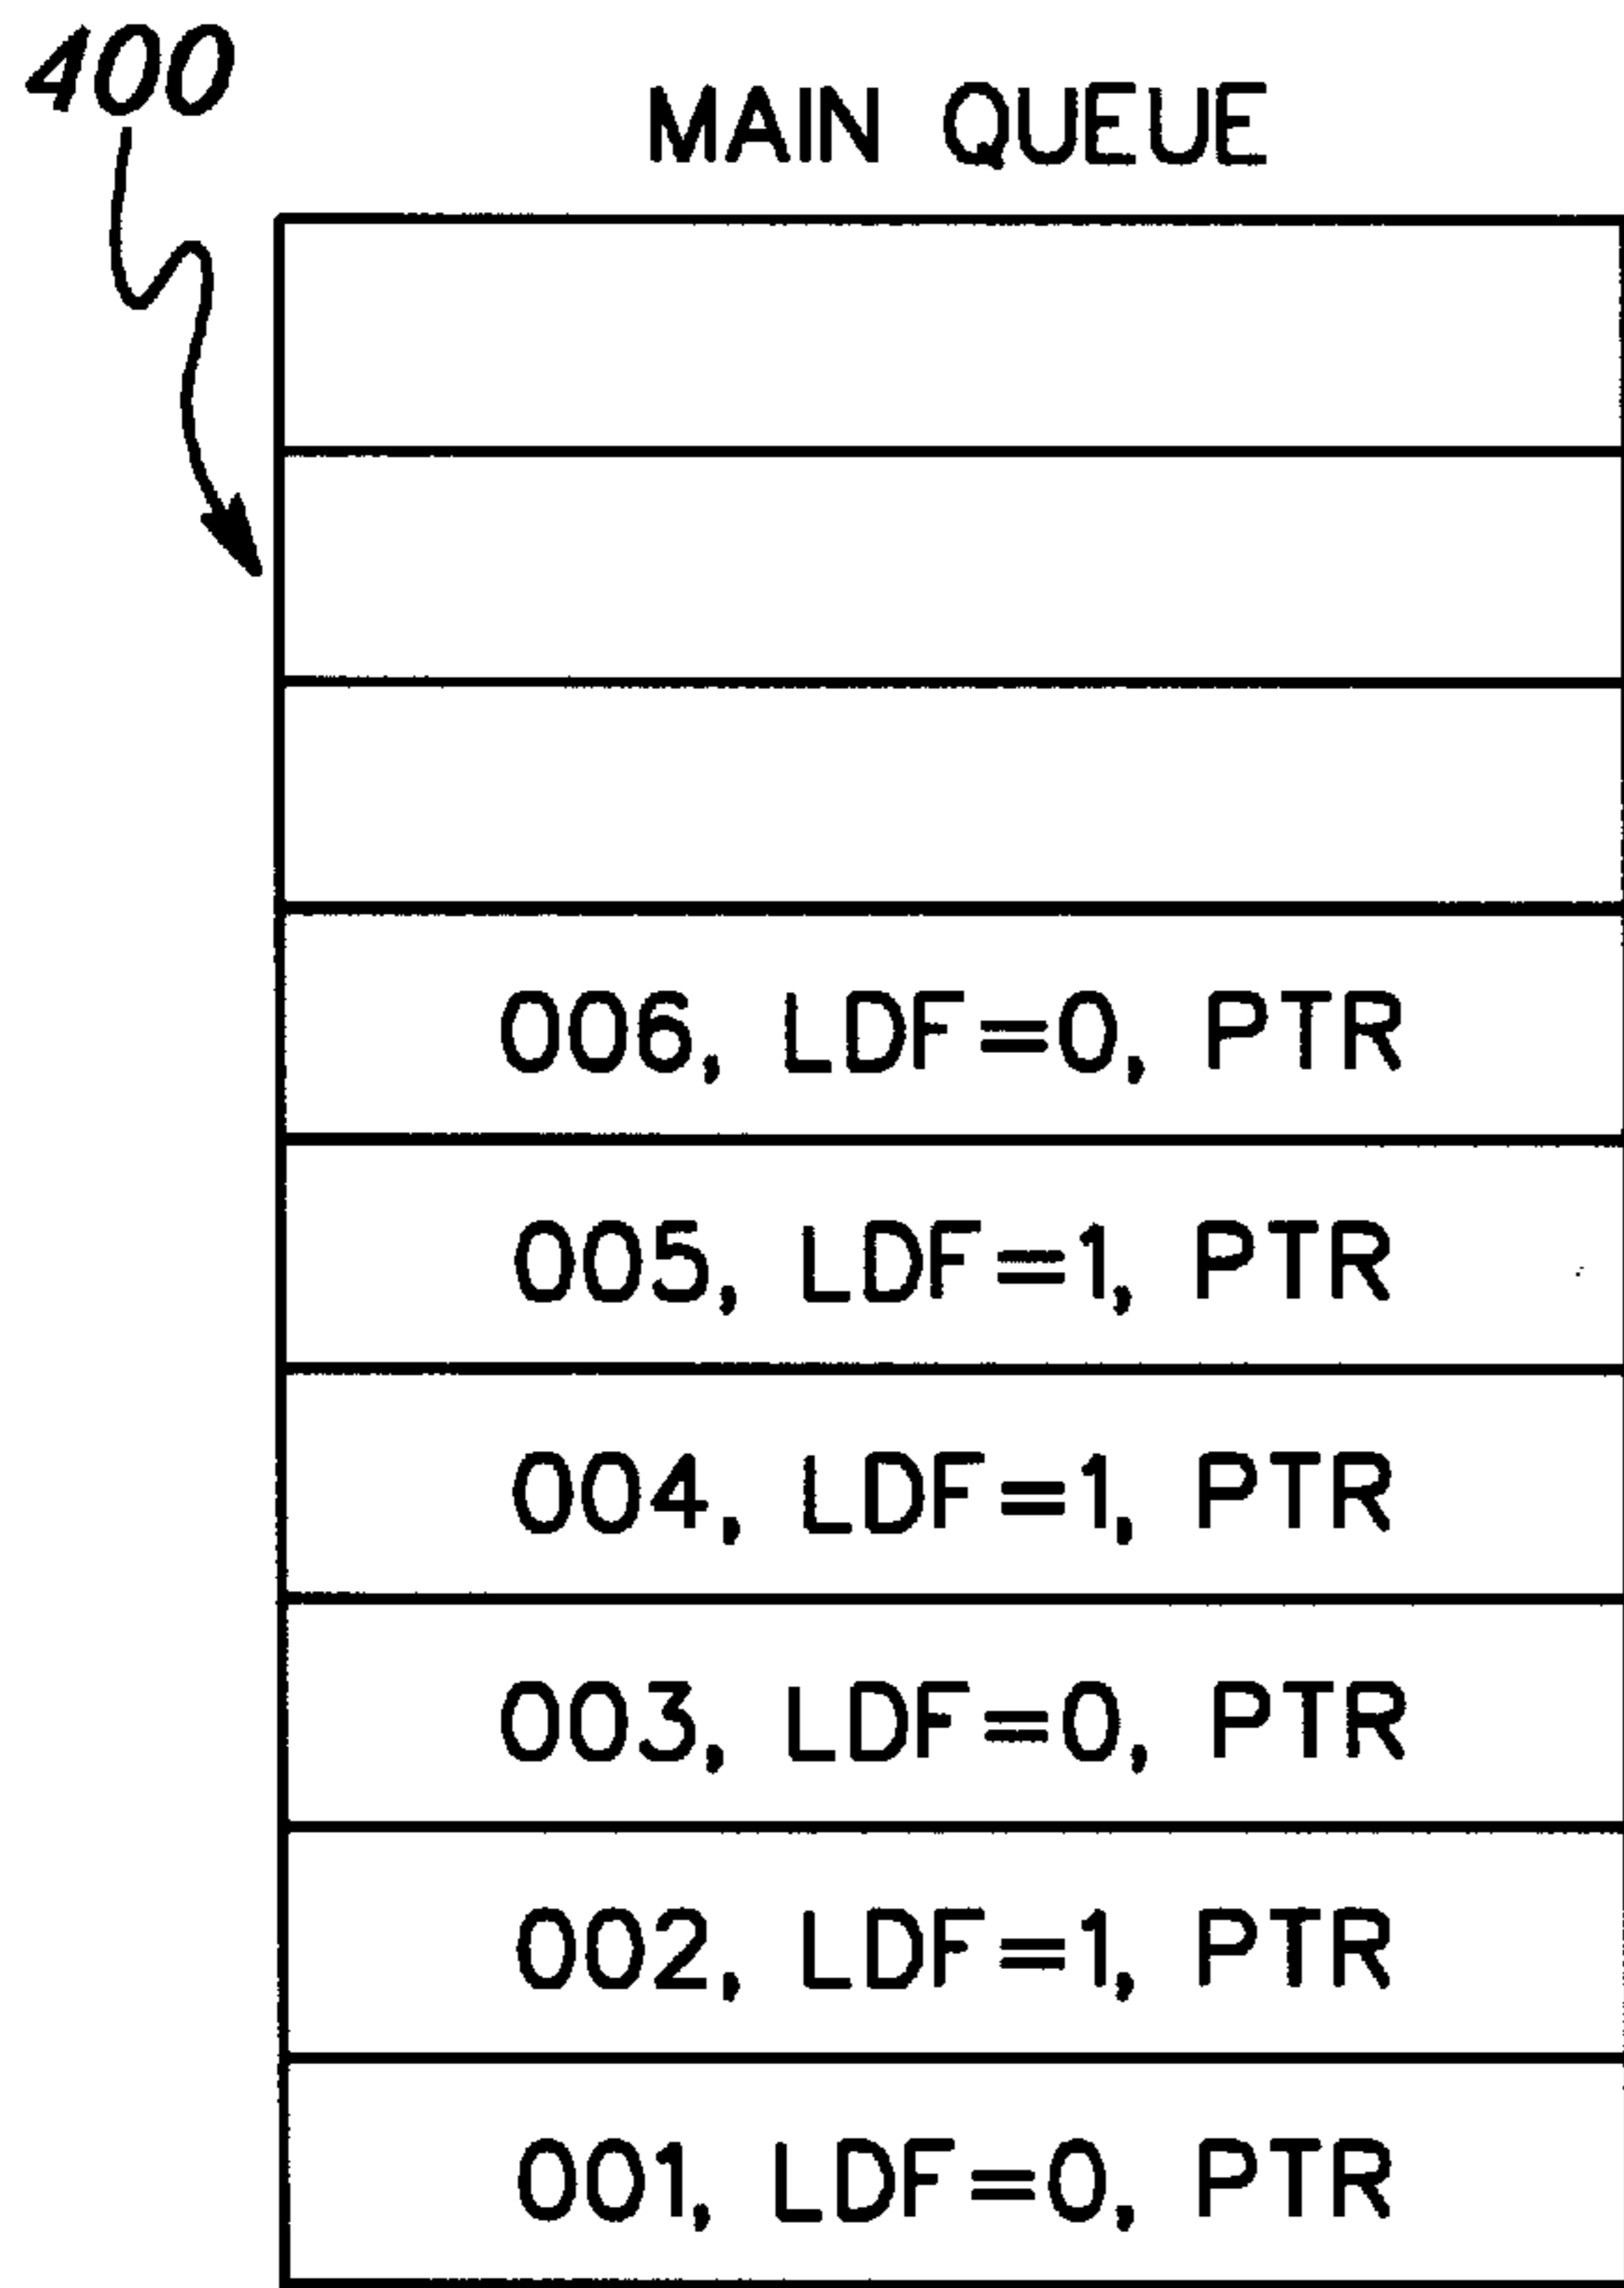 400
MAIN QUEUE
006, LDF=0, PTR
005, LDF=1, PTR
004, LDF=1, PTR
003, LDF=0, PTR
002, LDF=1, PTR
001, LDF=0, PTR